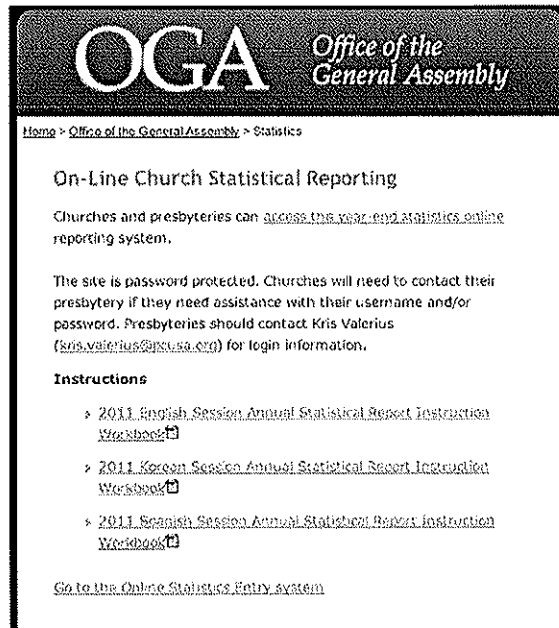 OGA
Office of the
General Assembly
Home > Office of the General Assembly > Statistics
On-Line Church Statistical Reporting
Churches and presbyteries can access the year-end statistics online
reporting system.
The site is password protected. Churches will need to contact their
presbytery if they need assistance with their username and/or
password. Presbyteries should contact Kris Valerius
(kris.valerius@pcusa.org) for login information.
Instructions
» 2011 English Session Annual Statistical Report Instruction
Workbook
» 2011 Korean Session Annual Statistical Report Instruction
Workbook
» 2011 Spanish Session Annual Statistical Report Instruction
Workbook
Go to the Online Statistics Entry system